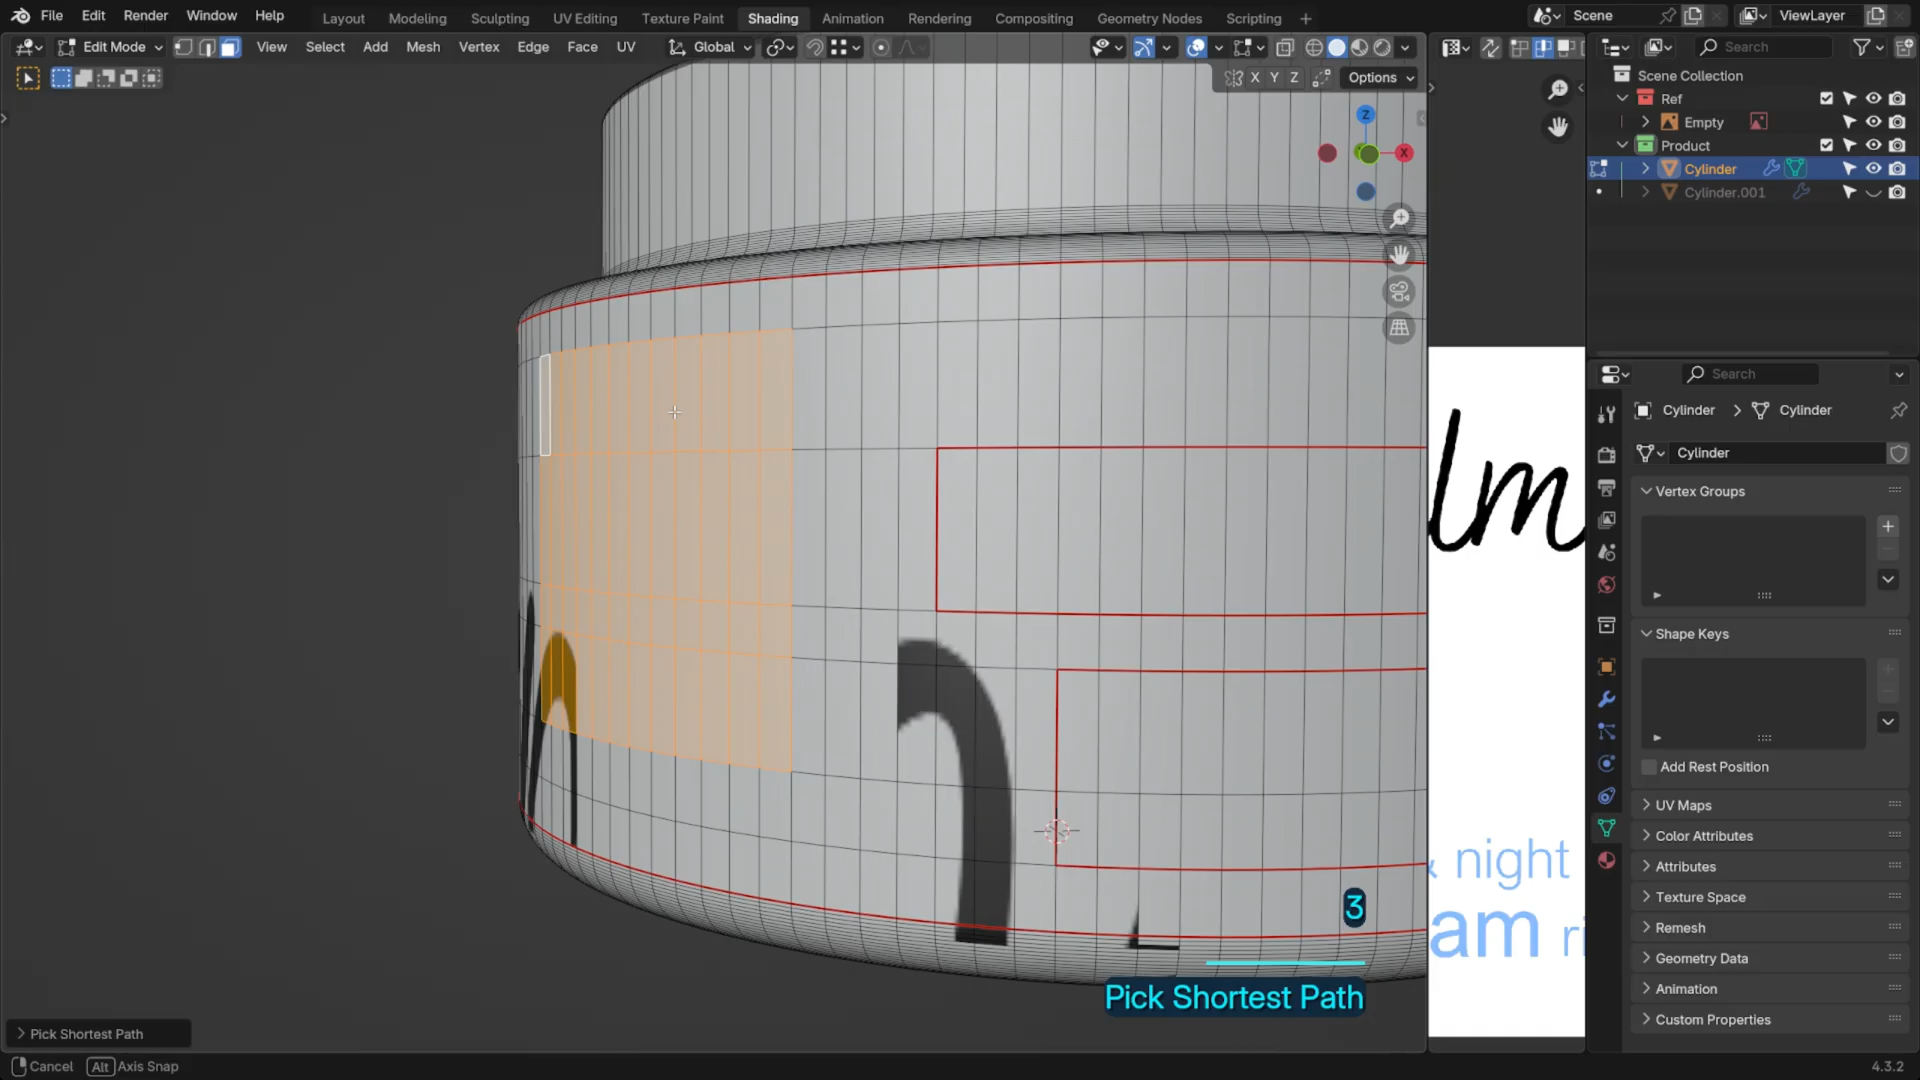 File Edit Render Window Help Layout Modeling Sculpting UV Editing Texture Paint Shading Animation Rendering Compositing Geometry Nodes Scripting + Scene ViewLayer
Edit Mode View Select Add Mesh Vertex Edge Face UV Global Search
X Y Z Options
Scene Collection
Ref
Empty
Product
Cylinder
Cylinder.001
Z
X
Search
Cylinder > Cylinder
Cylinder
Vertex Groups
Shape Keys
Add Rest Position
UV Maps
Color Attributes
Attributes
Texture Space
Remesh
Geometry Data
Animation
Custom Properties
lm
night
am ri
3
Pick Shortest Path
Pick Shortest Path
Cancel Alt Axis Snap 4.3.2